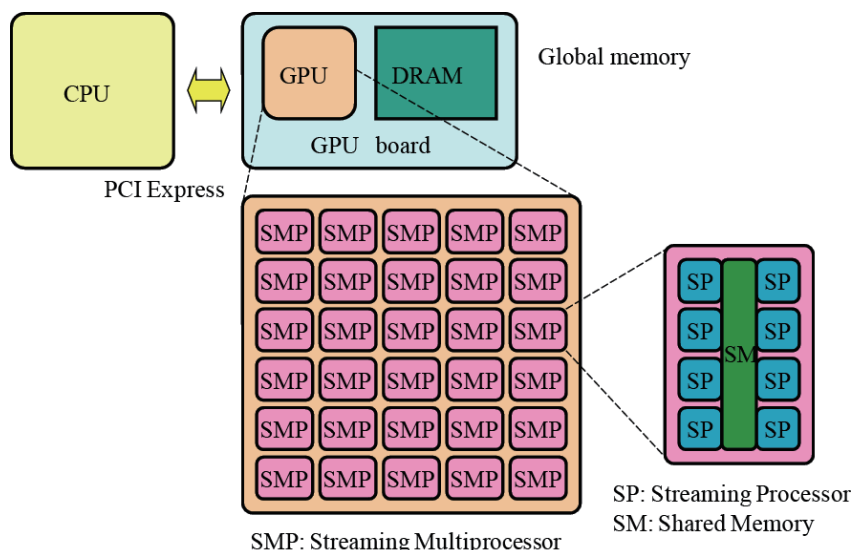 CPU
GPU
DRAM
Global memory
GPU board
PCI Express
SMP SMP SMP SMP SMP
SMP SMP SMP SMP SMP
SMP SMP SMP SMP SMP
SMP SMP SMP SMP SMP
SMP SMP SMP SMP SMP
SMP SMP SMP SMP SMP
SP SP
SP SP
SM
SP SP
SP SP
SP: Streaming Processor
SM: Shared Memory
SMP: Streaming Multiprocessor